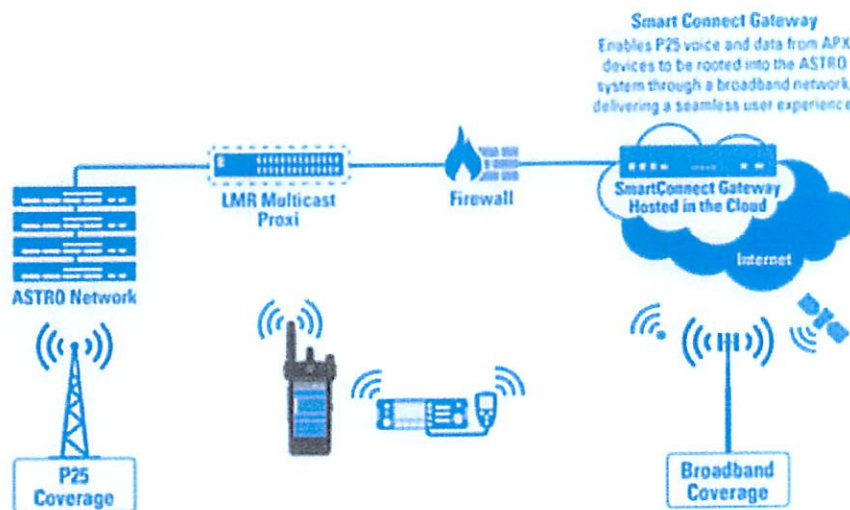 Smart Connect Gateway
Enables P25 voice and data from APX
devices to be rooted into the ASTRO
system through a broadband network,
delivering a seamless user experience
LMR Multicast
Proxi
Firewall
SmartConnect Gateway
Hosted in the Cloud
Internet
ASTRO Network
P25
Coverage
Broadband
Coverage